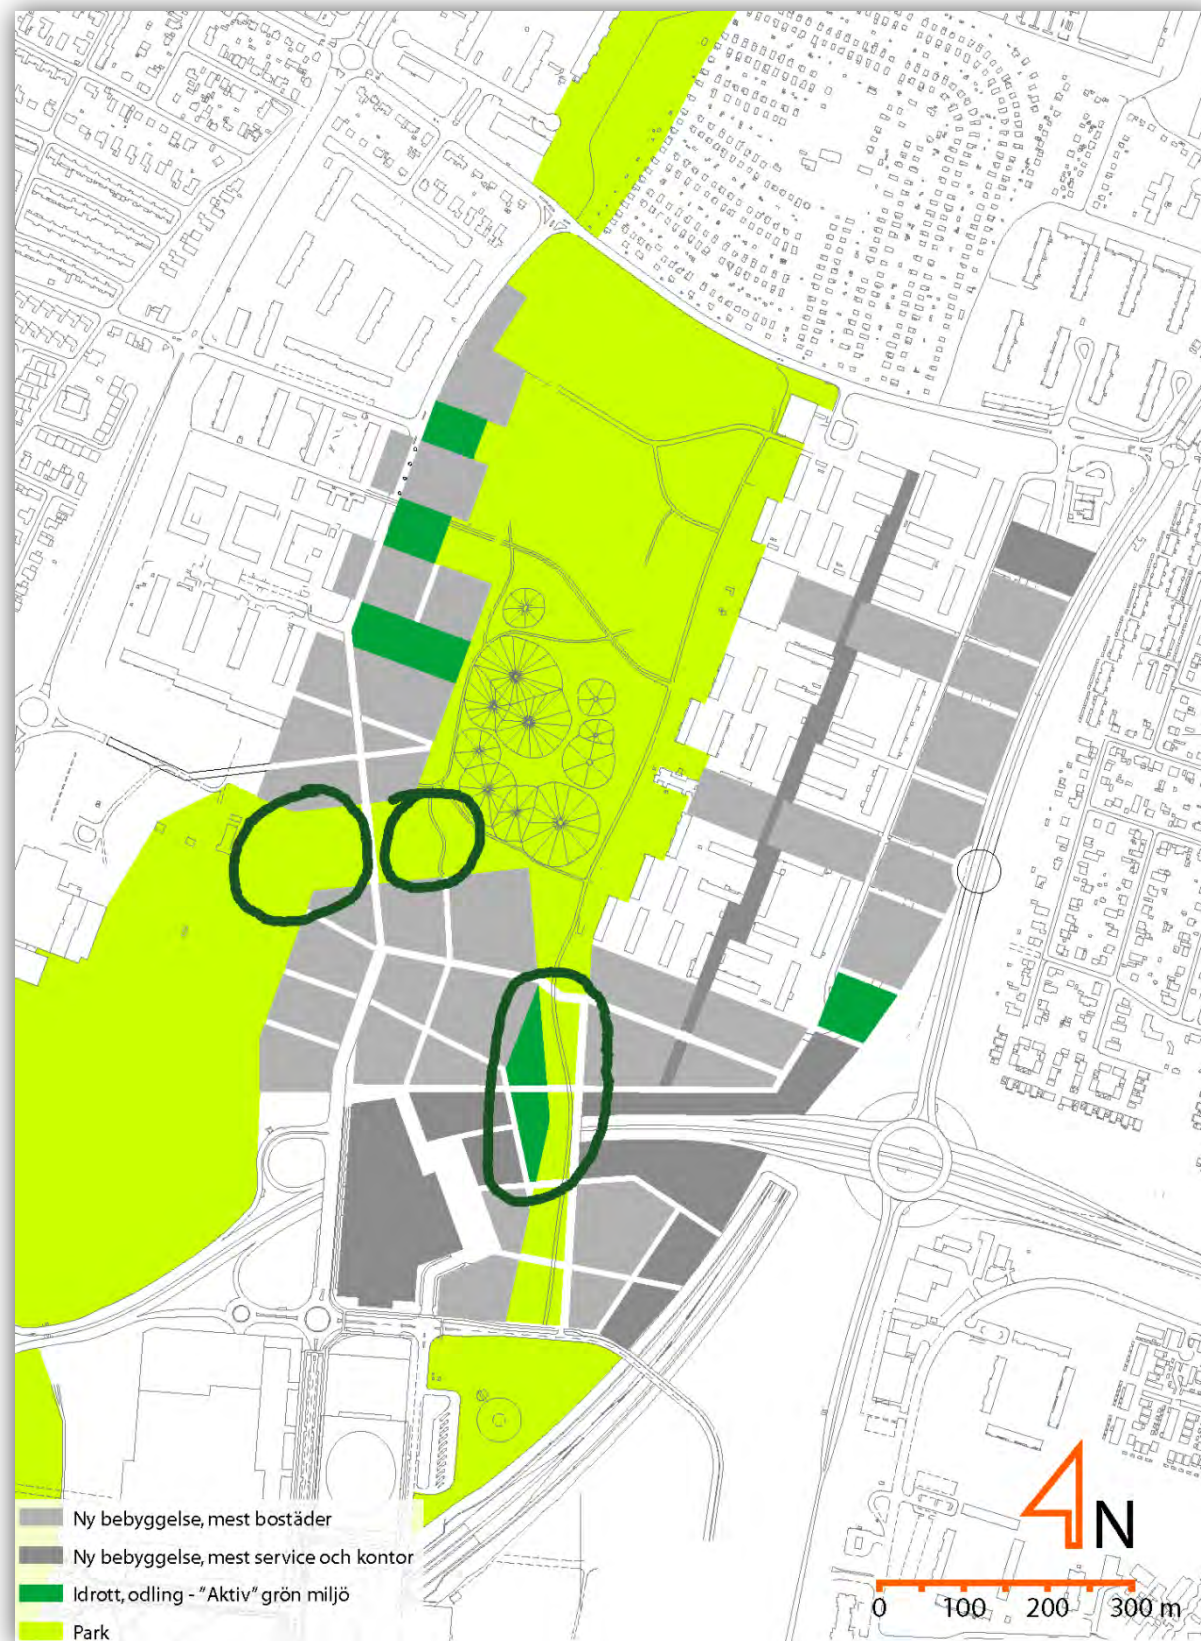 Ny bebyggelse, mest bostäder
Ny bebyggelse, mest service och kontor
Idrott, odling - "Aktiv" grön miljö
Park
N
0 100 200 300 m